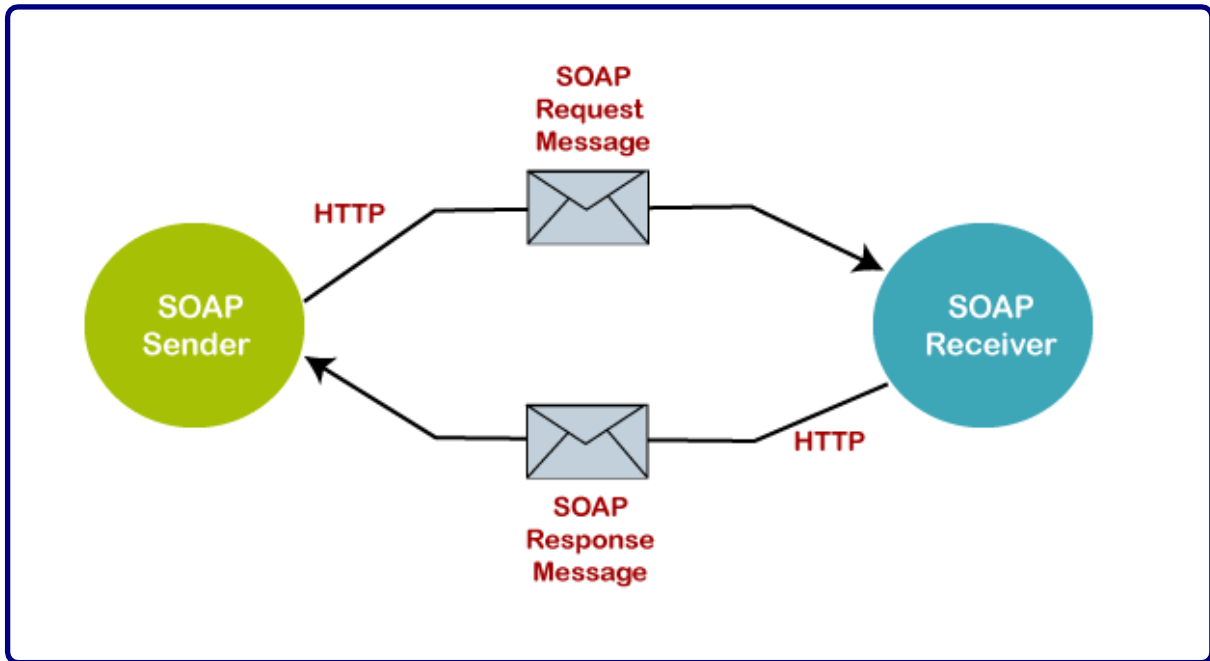 SOAP
Request
Message
HTTP
SOAP
Sender
SOAP
Receiver
HTTP
SOAP
Response
Message